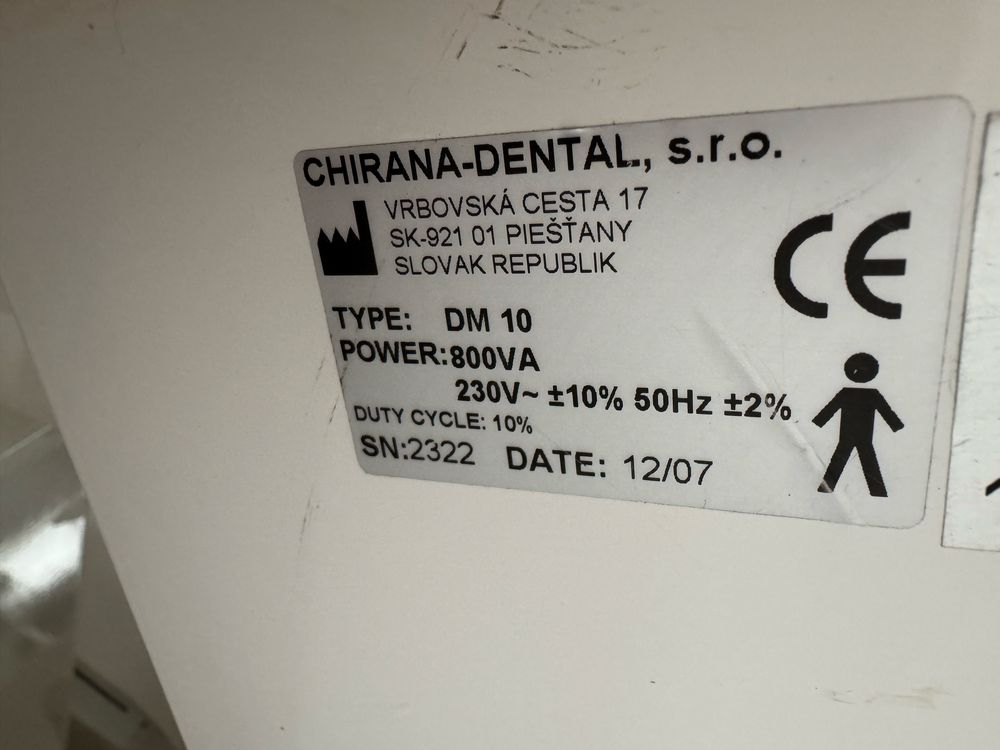 CHIRANA-DENTAL, s.r.o.
VRBOVSKÁ CESTA 17
SK-921 01 PIEŠŤANY
SLOVAK REPUBLIK
CE
TYPE: DM 10
POWER:800VA
230V~ ±10% 50Hz ±2%
DUTY CYCLE: 10%
SN:2322 DATE: 12/07